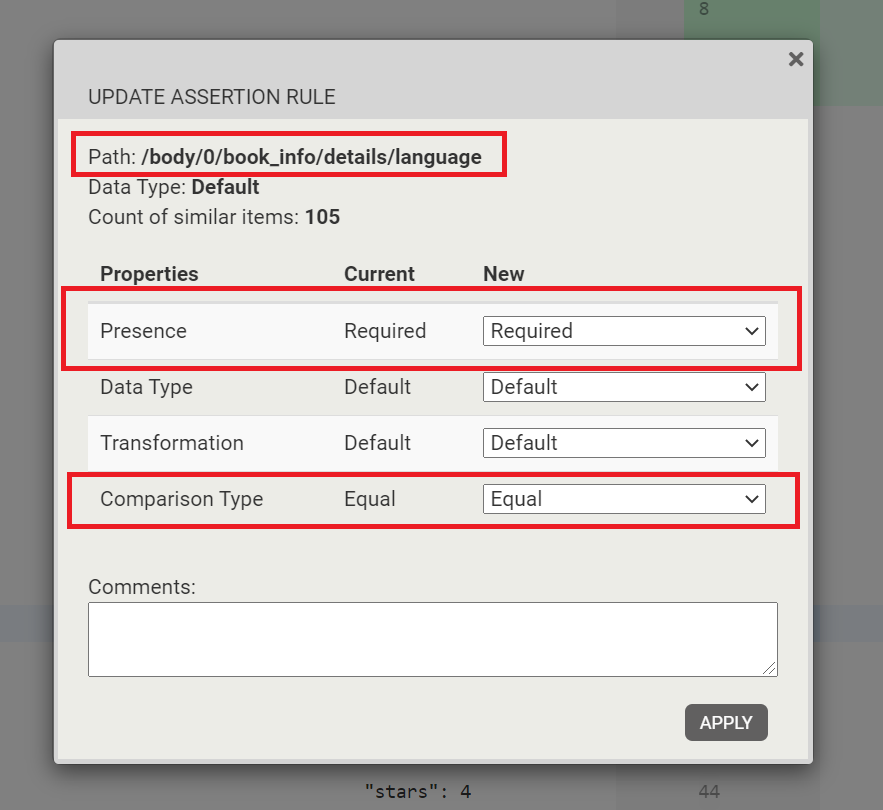 8
×
UPDATE ASSERTION RULE
Path: /body/0/book_info/details/language
Data Type: Default
Count of similar items: 105
Properties Current New
Presence Required Required
Data Type Default Default
Transformation Default Default
Comparison Type Equal Equal
Comments:
APPLY
"stars": 4 44